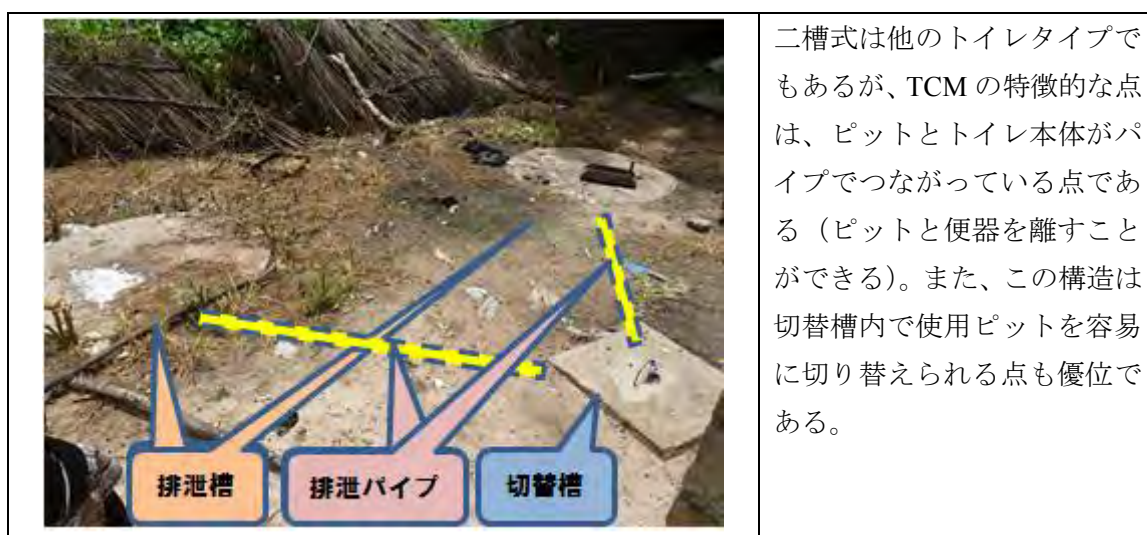 二槽式は他のトイレタイプで
もあるが、TCM の特徴的な点
は、ピットとトイレ本体がパ
イプでつながっている点であ
る（ピットと便器を離すこと
ができる）。また、この構造は
切替槽内で使用ピットを容易
に切り替えられる点も優位で
ある。
排泄槽
排泄パイプ
切替槽